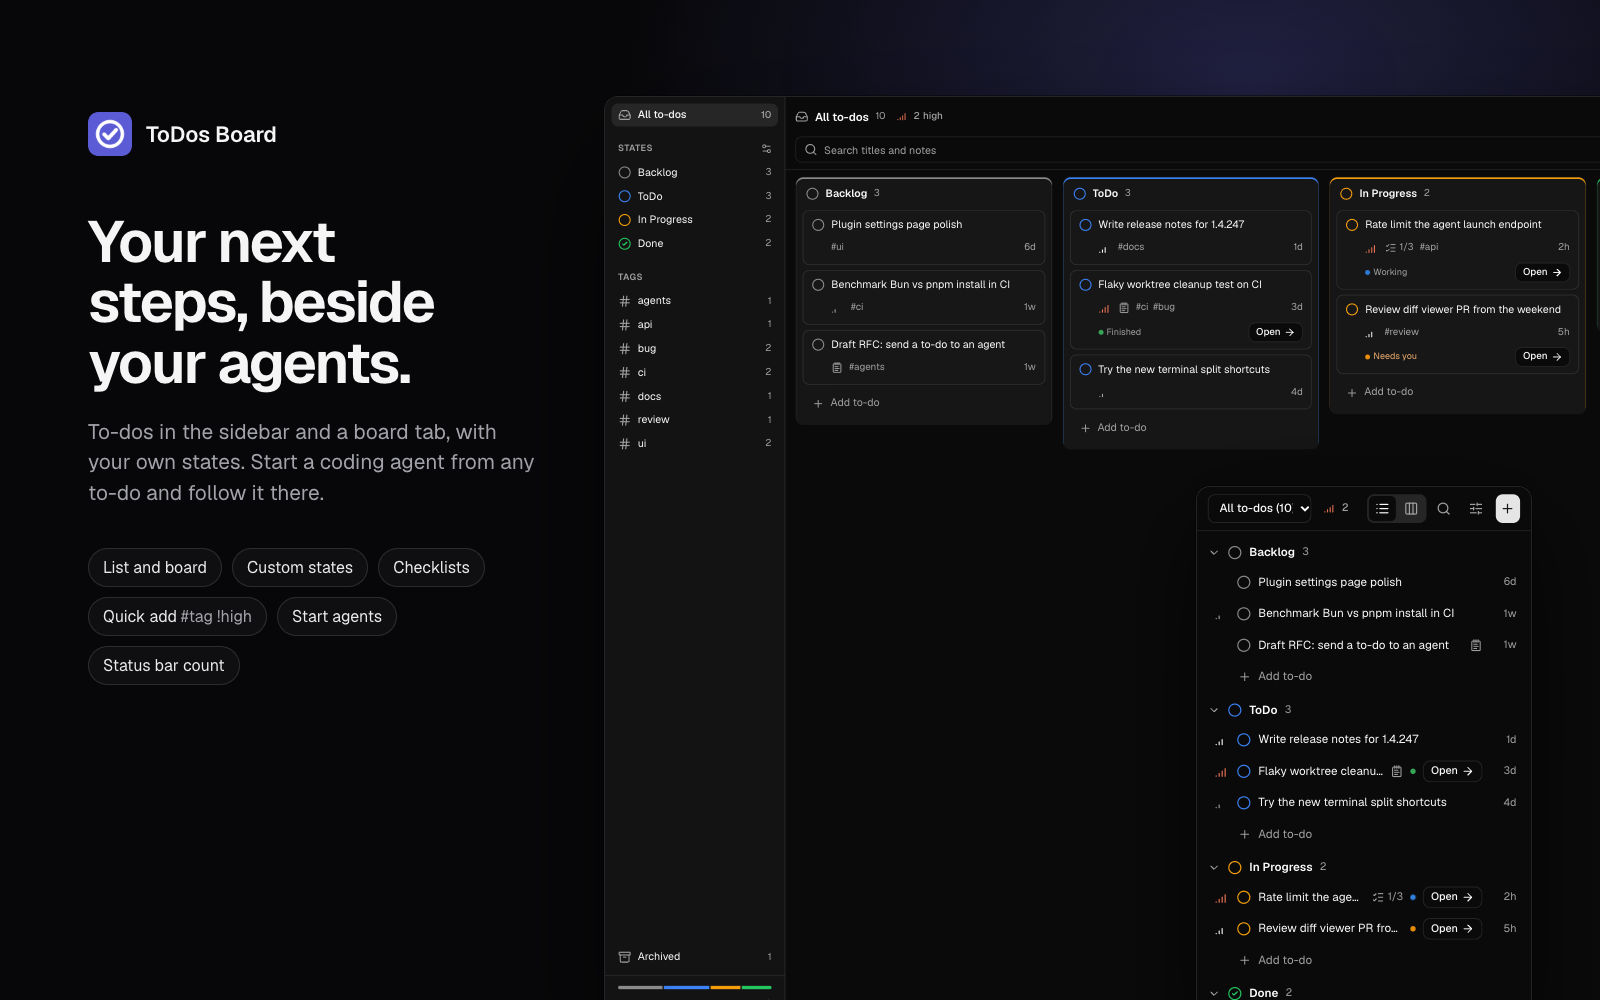 ToDos Board
Your next
steps, beside
your agents.
To-dos in the sidebar and a board tab, with
your own states. Start a coding agent from any
to-do and follow it there.
List and board
Custom states
Checklists
Quick add #tag !high
Start agents
Status bar count
All to-dos 10
STATES
Backlog 3
ToDo 3
In Progress 2
Done 2
TAGS
# agents 1
# api 1
# bug 2
# ci 2
# docs 1
# review 1
# ui 2
Archived 1
All to-dos 10 2 high
Search titles and notes
Backlog 3
Plugin settings page polish
#ui 6d
Benchmark Bun vs pnpm install in CI
#ci 1w
Draft RFC: send a to-do to an agent
#agents 1w
+ Add to-do
ToDo 3
Write release notes for 1.4.247
#docs 1d
Flaky worktree cleanup test on CI
#ci #bug 3d
Finished Open →
Try the new terminal split shortcuts
4d
+ Add to-do
In Progress 2
Rate limit the agent launch endpoint
1/3 #api 2h
Working Open →
Review diff viewer PR from the weekend
#review 5h
Needs you Open →
+ Add to-do
All to-dos (10) 2 +
Backlog 3
Plugin settings page polish 6d
Benchmark Bun vs pnpm install in CI 1w
Draft RFC: send a to-do to an agent 1w
+ Add to-do
ToDo 3
Write release notes for 1.4.247 1d
Flaky worktree cleanu... Open → 3d
Try the new terminal split shortcuts 4d
+ Add to-do
In Progress 2
Rate limit the age... 1/3 Open → 2h
Review diff viewer PR fro... Open → 5h
+ Add to-do
Done 2